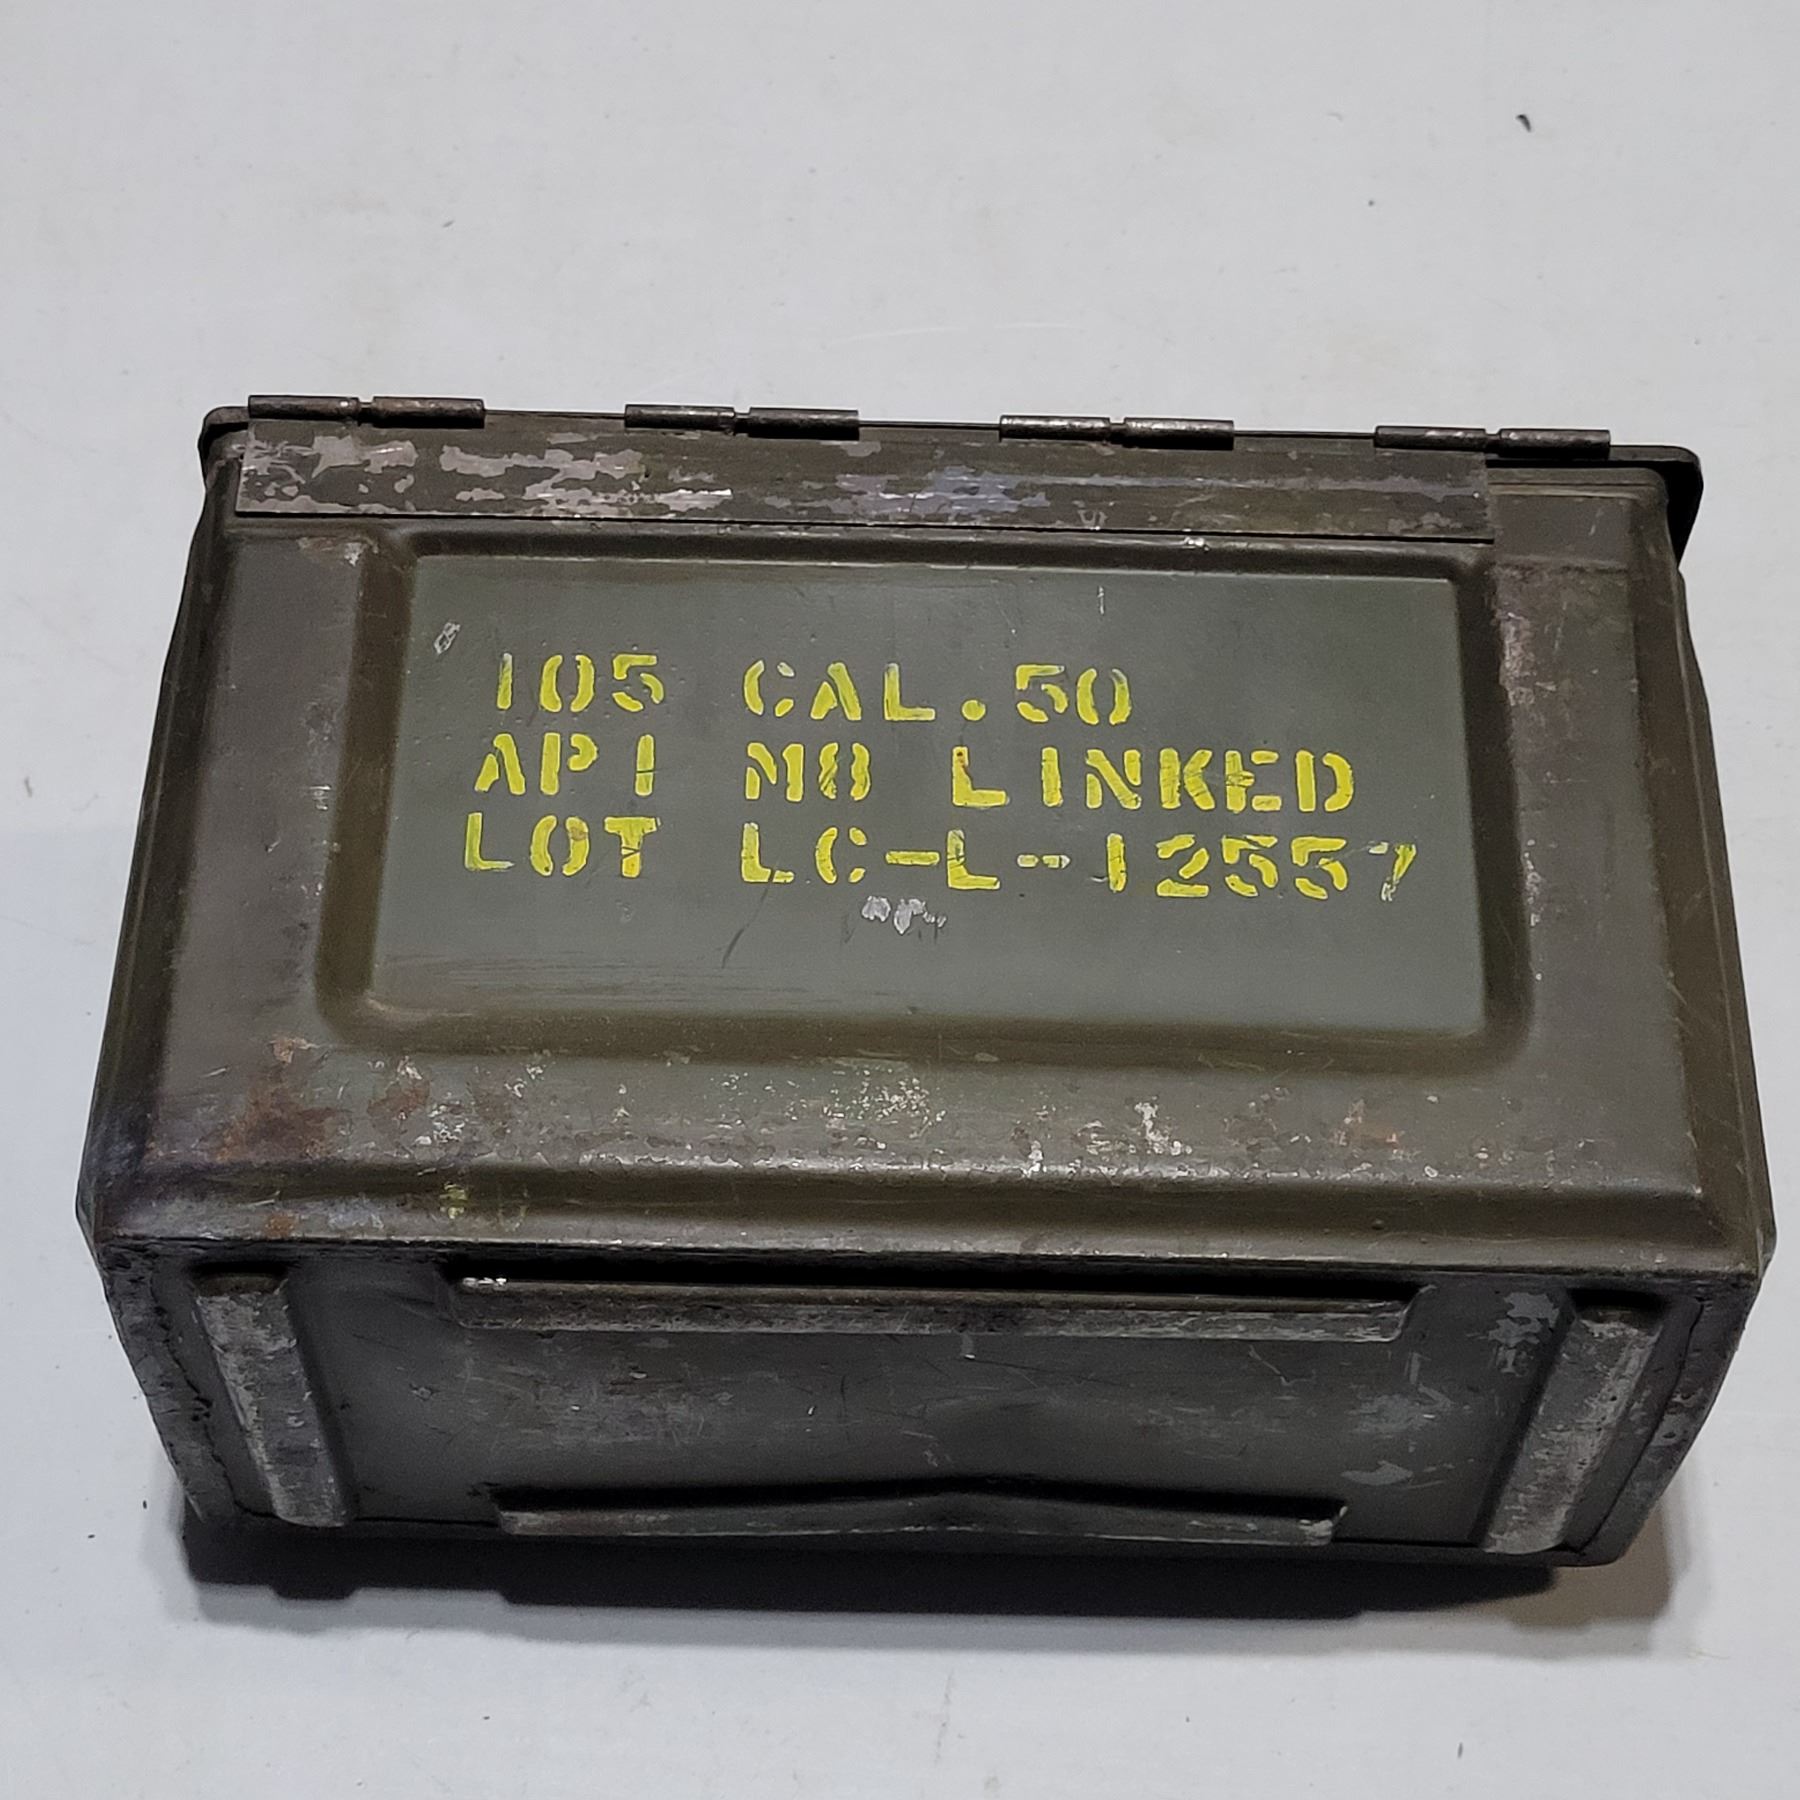 105 CAL .50
API M8 LINKED
LOT LC-L-12557